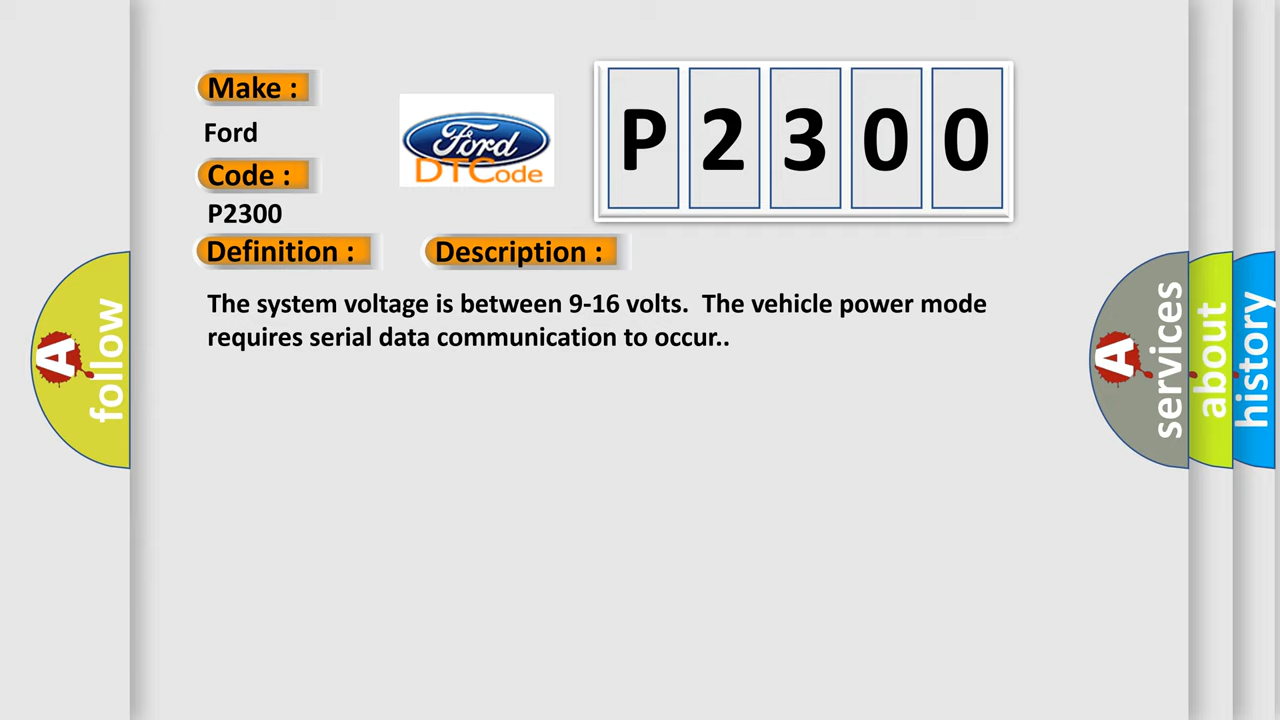 Make :
Ford
Code :
P2300
Definition :
Description :
The system voltage is between 9-16 volts  The vehicle power mode
requires serial data communication to occur..
Ford
DTCode
P 2 3 0 0
A follow
A services
about
history